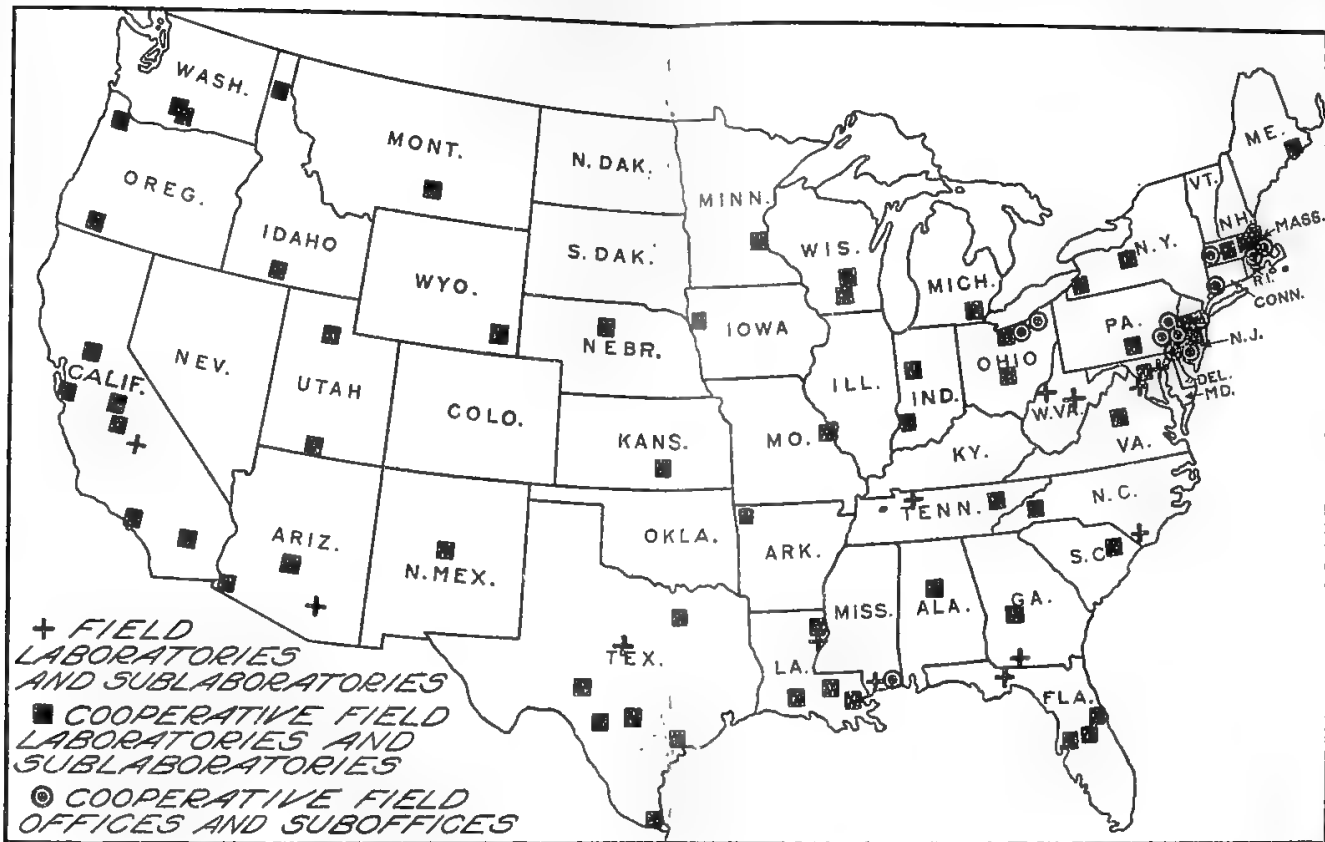 WASH.
MONT.
N. DAK.
MINN.
ME.
VT.
N.H.
MASS.
OREG.
IDAHO
S. DAK.
WIS.
MICH.
N.Y.
R.I.
CONN.
WYO.
NEBR.
IOWA
PA.
N.J.
NEV.
UTAH
COLO.
ILL.
IND.
OHIO
DEL.
MD.
CALIF.
KANS.
MO.
W.VA.
KY.
VA.
ARIZ.
N.MEX.
OKLA.
ARK.
TENN.
N.C.
S.C.
MISS.
ALA.
GA.
TEX.
LA.
FLA.
+ FIELD
LABORATORIES
AND SUBLABORATORIES
■ COOPERATIVE FIELD
LABORATORIES AND
SUBLABORATORIES
◎ COOPERATIVE FIELD
OFFICES AND SUBOFFICES